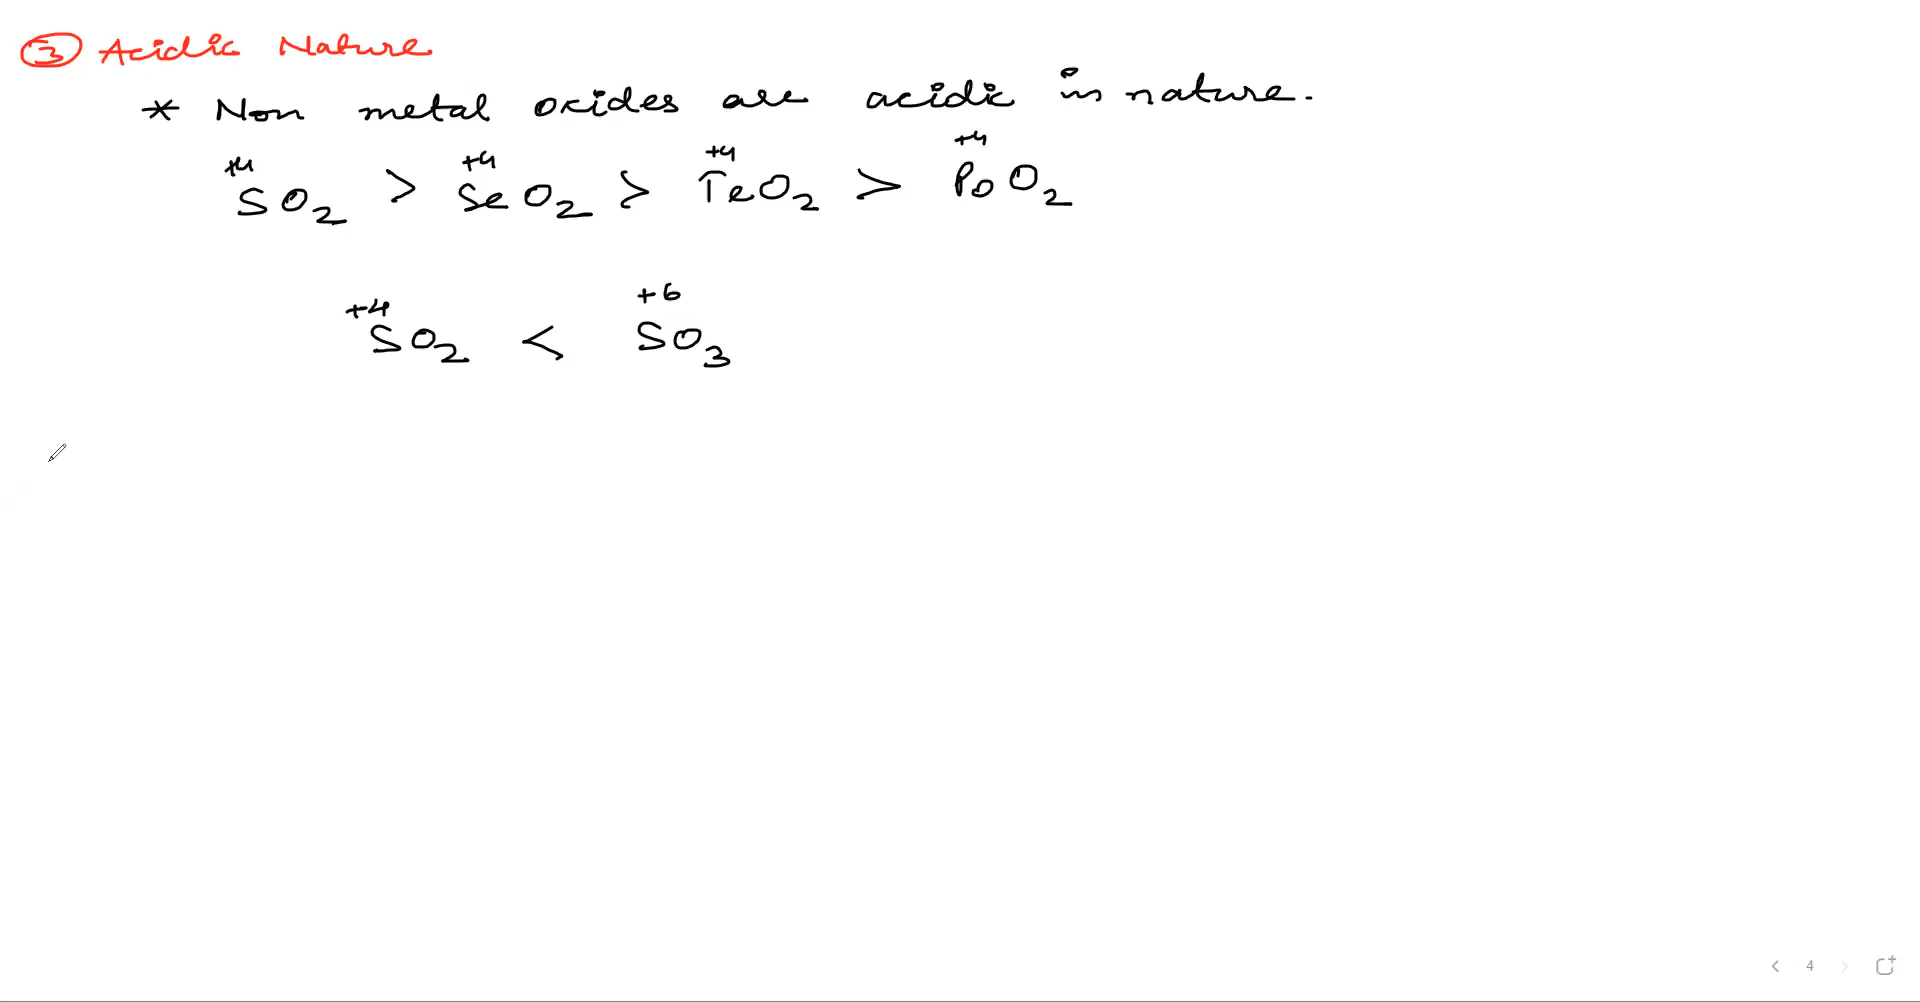 ③ Acidic Nature
* Non metal oxides are acidic in nature.
+4 +4 +4 +4
SO₂ > SeO₂ > TeO₂ > PoO₂
+4 +6
SO₂ < SO₃
4